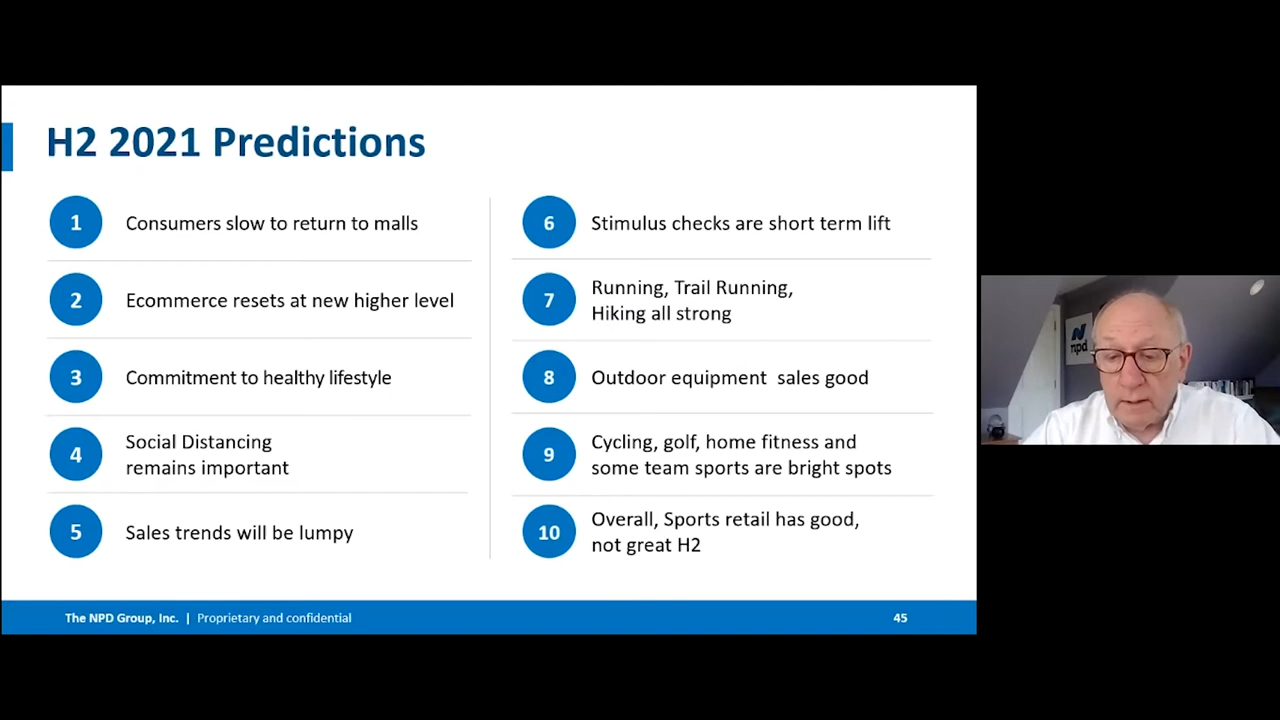 H2 2021 Predictions
1 Consumers slow to return to malls
2 Ecommerce resets at new higher level
3 Commitment to healthy lifestyle
4 Social Distancing
remains important
5 Sales trends will be lumpy
6 Stimulus checks are short term lift
7 Running, Trail Running,
Hiking all strong
8 Outdoor equipment sales good
9 Cycling, golf, home fitness and
some team sports are bright spots
10 Overall, Sports retail has good,
not great H2
The NPD Group, Inc. | Proprietary and confidential
45
npd